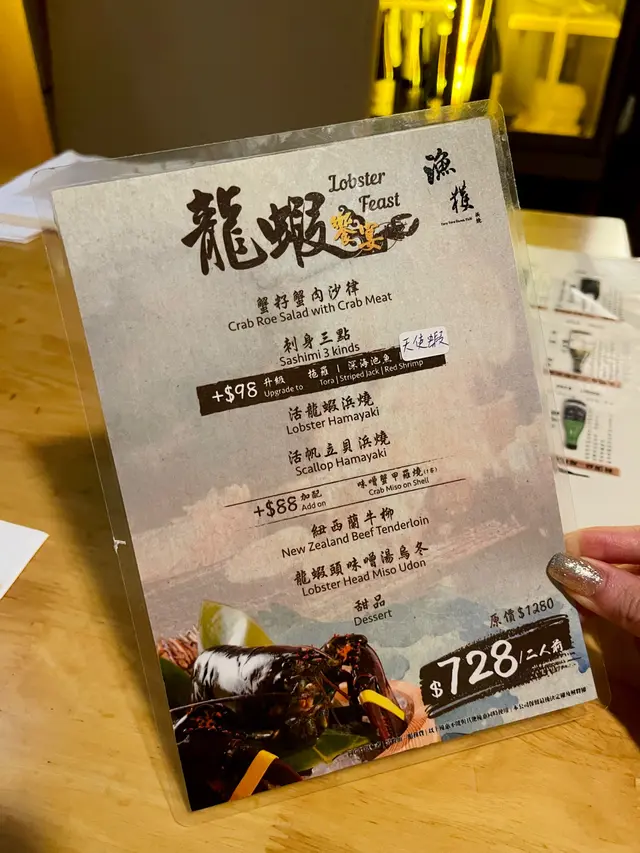 龍蝦饗宴
Lobster
Feast
漁獲
蟹籽蟹肉沙律
Crab Roe Salad with Crab Meat
刺身三點
Sashimi 3 kinds
+$98 升級 拖羅 | 深海池魚 天使蝦
Upgrade to Tora | Striped Jack | Red Shrimp
活龍蝦浜燒
Lobster Hamayaki
活帆立貝浜燒
Scallop Hamayaki
+$88 加配 味噌蟹甲羅燒
Add on Crab Miso on Shell
紐西蘭牛柳
New Zealand Beef Tenderloin
龍蝦頭味噌湯烏冬
Lobster Head Miso Udon
甜品
Dessert
原價$1280
$728/二人前